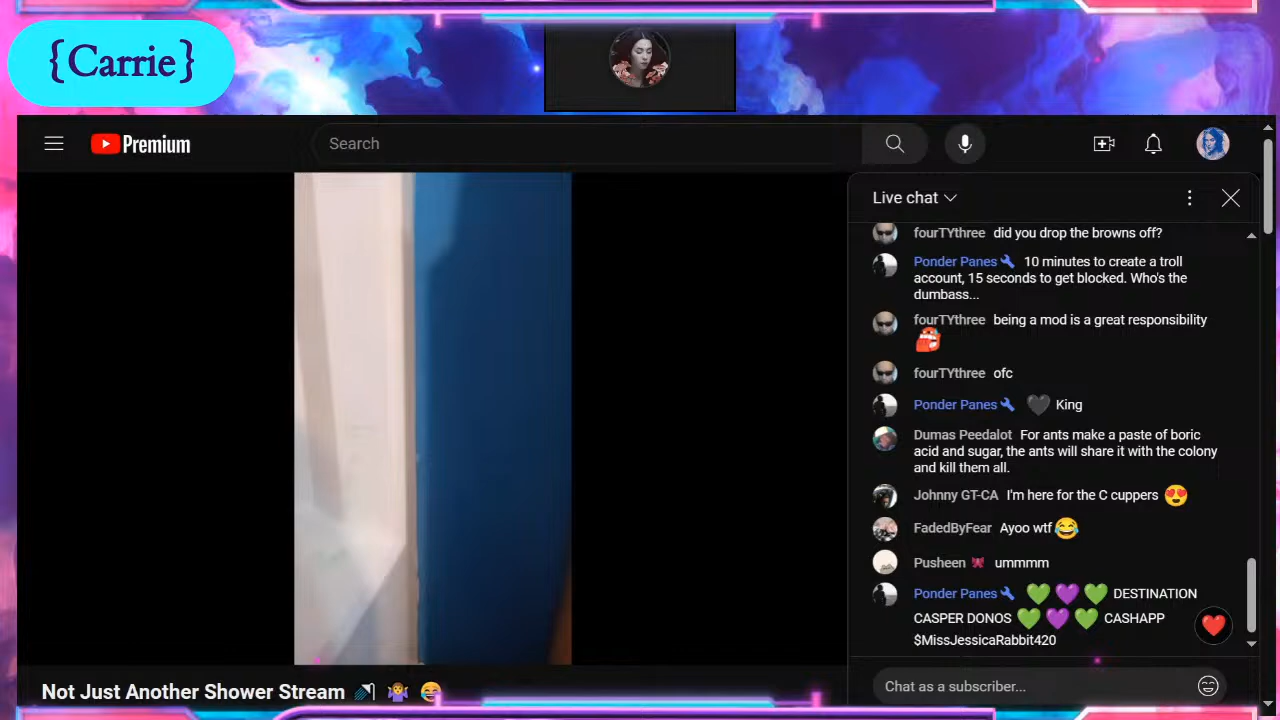 {Carrie}
Premium
Search
Live chat
fourTYthree did you drop the browns off?
Ponder Panes 10 minutes to create a troll
account, 15 seconds to get blocked. Who's the
dumbass...
fourTYthree being a mod is a great responsibility
fourTYthree ofc
Ponder Panes 🖤 King
Dumas Peedalot For ants make a paste of boric
acid and sugar, the ants will share it with the colony
and kill them all.
Johnny GT-CA I'm here for the C cuppers 😍
FadedByFear Ayoo wtf 😂
Pusheen 🎀 ummmm
Ponder Panes 💚 💜 💚 DESTINATION
CASPER DONOS 💚 💜 💚 CASHAPP
$MissJessicaRabbit420
Chat as a subscriber...
Not Just Another Shower Stream 🚿 🤷‍♀️ 😂